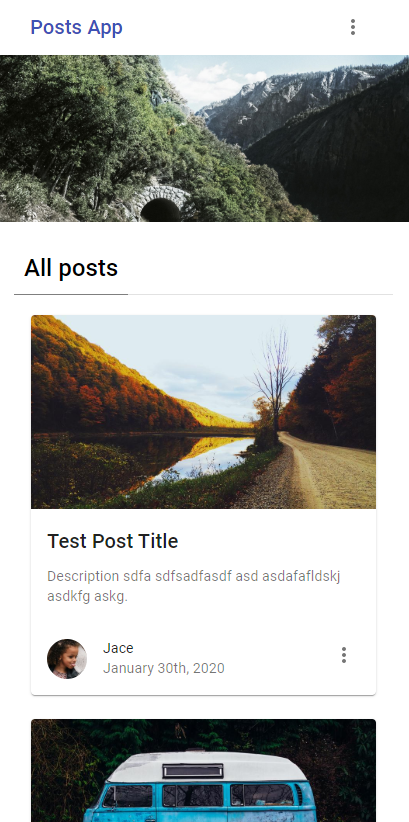 Posts App
All posts
Test Post Title
Description sdfa sdfsadfasdf asd asdafafldskj
asdkfg askg.
Jace
January 30th, 2020